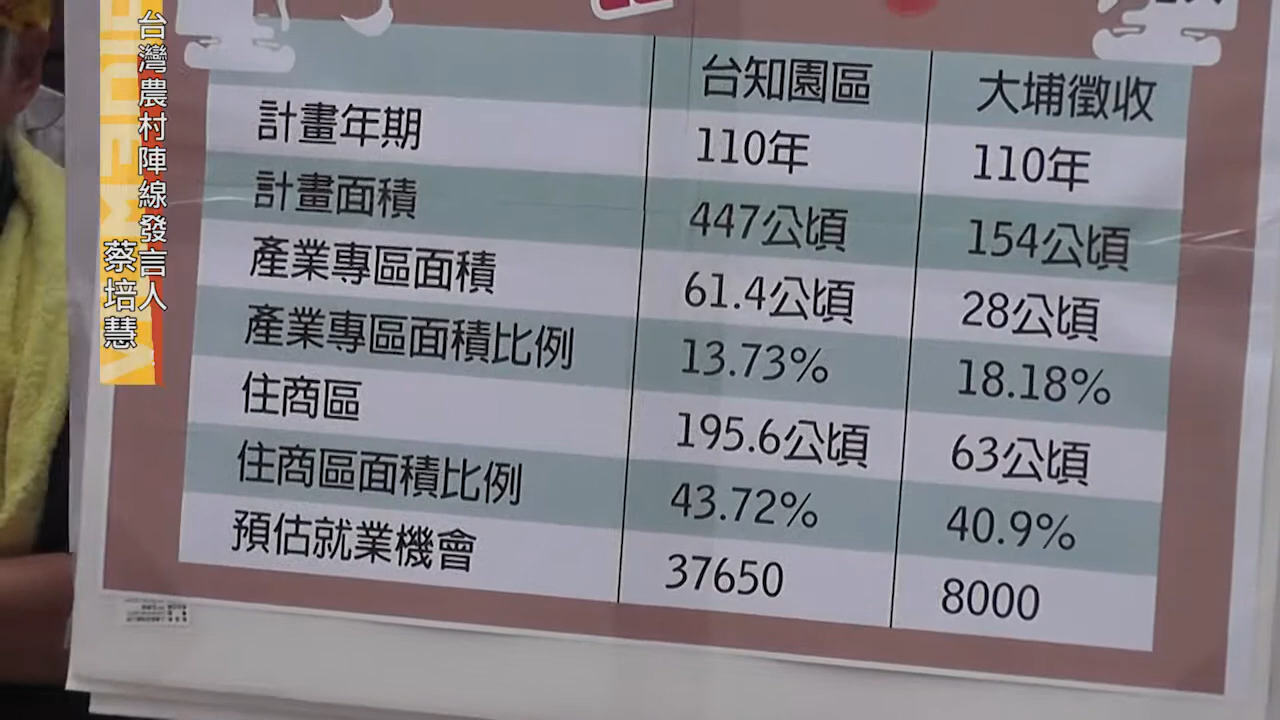 台灣農村陣線發言人
蔡培慧
台知園區 大埔徵收
計畫年期 110年 110年
計畫面積 447公頃 154公頃
產業專區面積 61.4公頃 28公頃
產業專區面積比例 13.73% 18.18%
住商區 195.6公頃 63公頃
住商區面積比例 43.72% 40.9%
預估就業機會 37650 8000